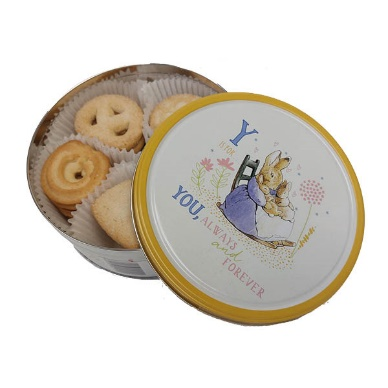 Y
YOU,
ALWAYS
and
FOREVER